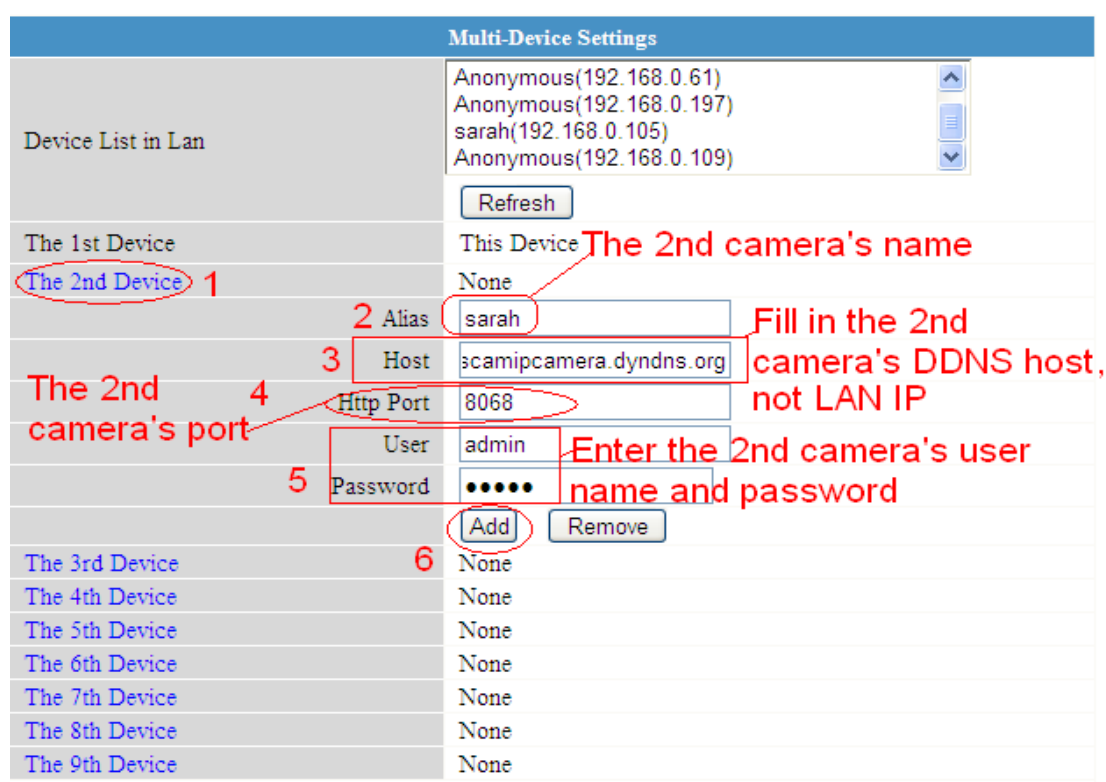 Multi-Device Settings
Device List in Lan
Anonymous(192.168.0.61)
Anonymous(192.168.0.197)
sarah(192.168.0.105)
Anonymous(192.168.0.109)
Refresh
The 1st Device This Device The 2nd camera's name
The 2nd Device 1 None
2 Alias sarah
3 Host scamipcamera.dyndns.org
Fill in the 2nd
camera's DDNS host,
not LAN IP
The 2nd
camera's port
4 Http Port 8068
User admin
5 Password •••••
Enter the 2nd camera's user
name and password
Add Remove
6
The 3rd Device None
The 4th Device None
The 5th Device None
The 6th Device None
The 7th Device None
The 8th Device None
The 9th Device None